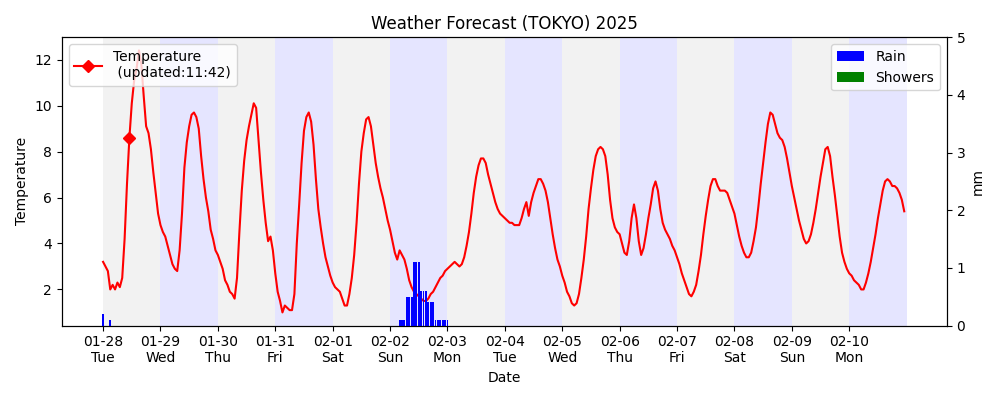 Weather Forecast (TOKYO) 2025
Temperature
(updated:11:42)
Rain
Showers
Temperature
12
10
8
6
4
2
5
4
3
2
1
0
mm
01-28 01-29 01-30 01-31 02-01 02-02 02-03 02-04 02-05 02-06 02-07 02-08 02-09 02-10
Tue Wed Thu Fri Sat Sun Mon Tue Wed Thu Fri Sat Sun Mon
Date